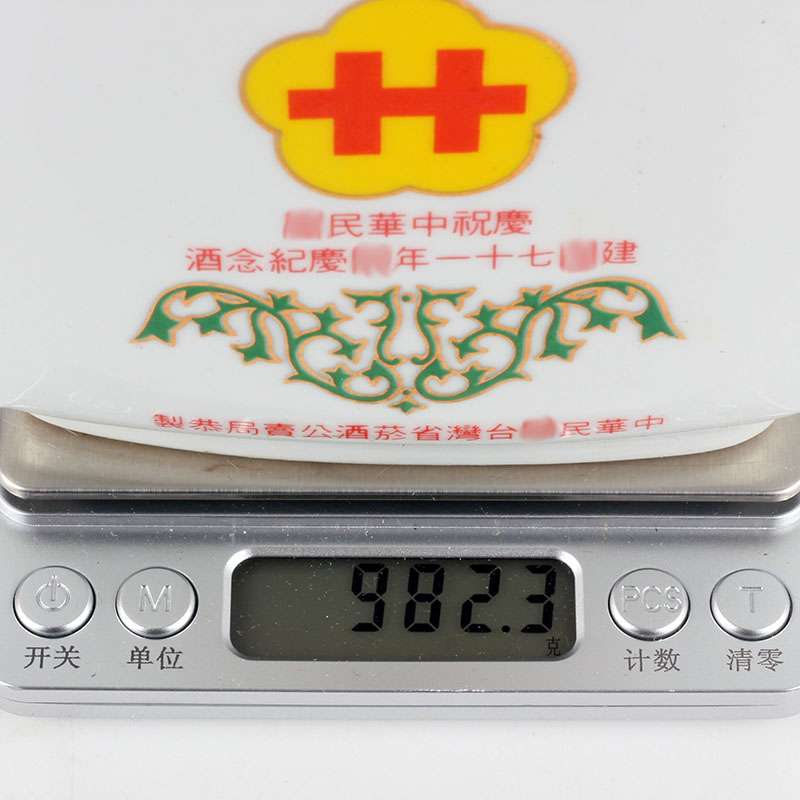 慶祝中華民
建七十一年慶紀念酒
中華民台灣省菸酒公賣局恭製
982.3
克
M
PCS
T
开关
单位
计数
清零